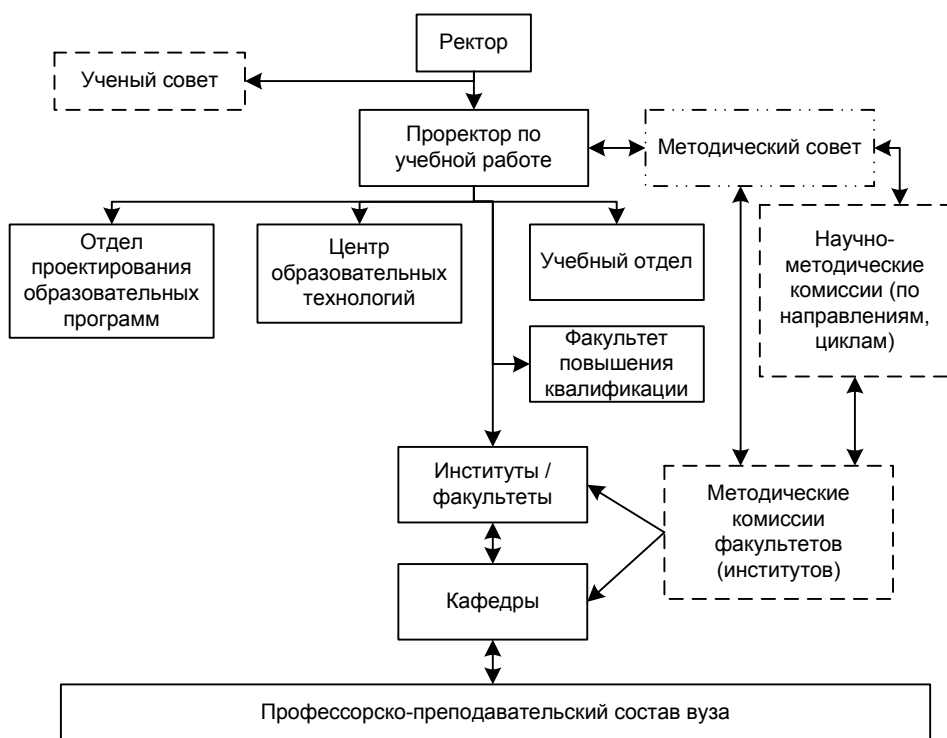 Ректор
Ученый совет
Проректор по
учебной работе
Методический совет
Отдел
проектирования
образовательных
программ
Центр
образовательных
технологий
Учебный отдел
Научно-
методические
комиссии (по
направлениям,
циклам)
Факультет
повышения
квалификации
Институты /
факультеты
Методические
комиссии
факультетов
(институтов)
Кафедры
Профессорско-преподавательский состав вуза